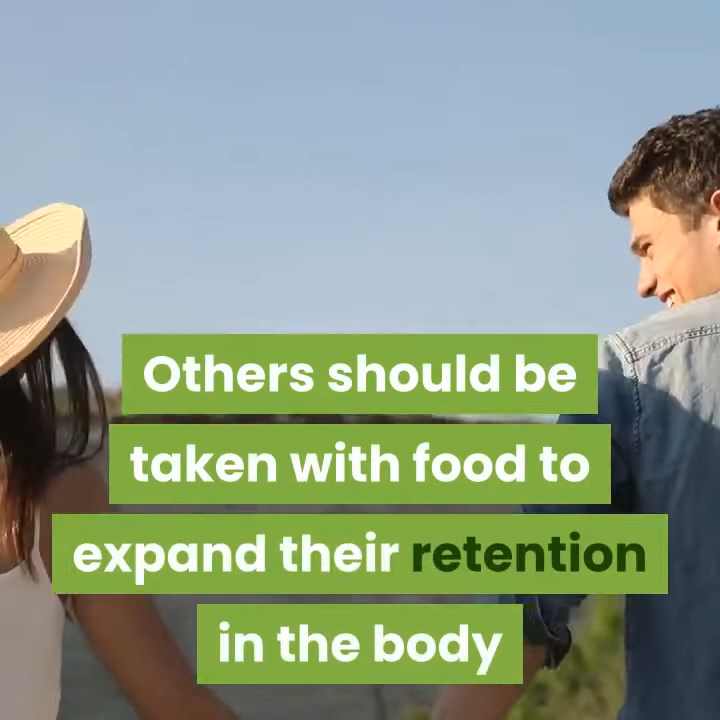 Others should be
taken with food to
expand their retention
in the body